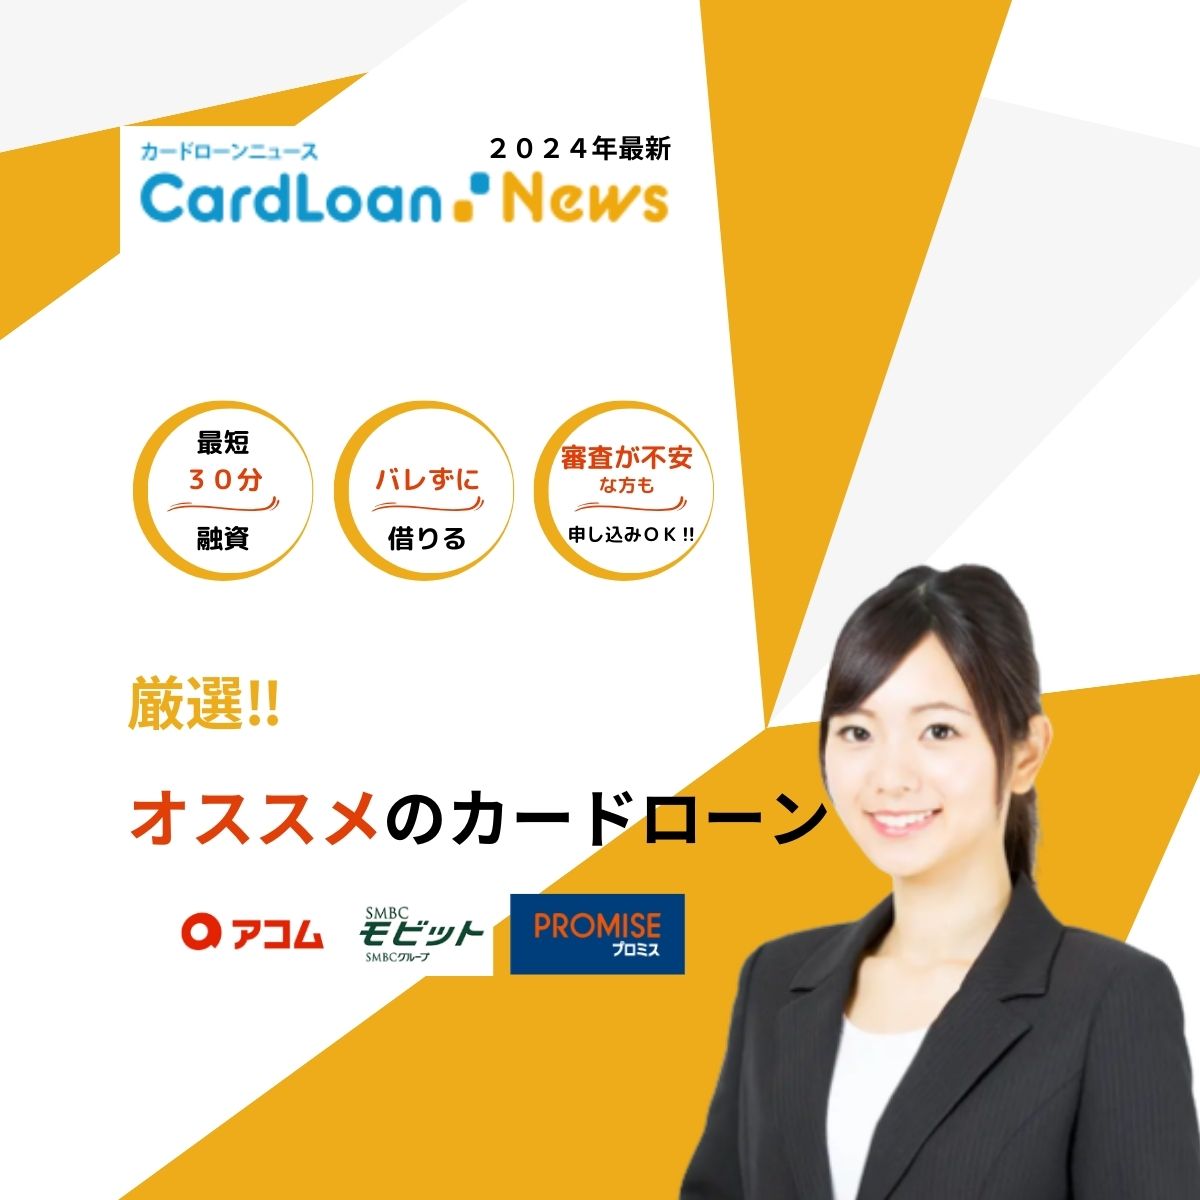 カードローンニュース
２０２４年最新
CardLoan News
最短
３０分
融資
バレずに
借りる
審査が不安
な方も
申し込みＯＫ!!
厳選!!
オススメのカードローン
アコム
SMBC
モビット
SMBCグループ
PROMISE
プロミス